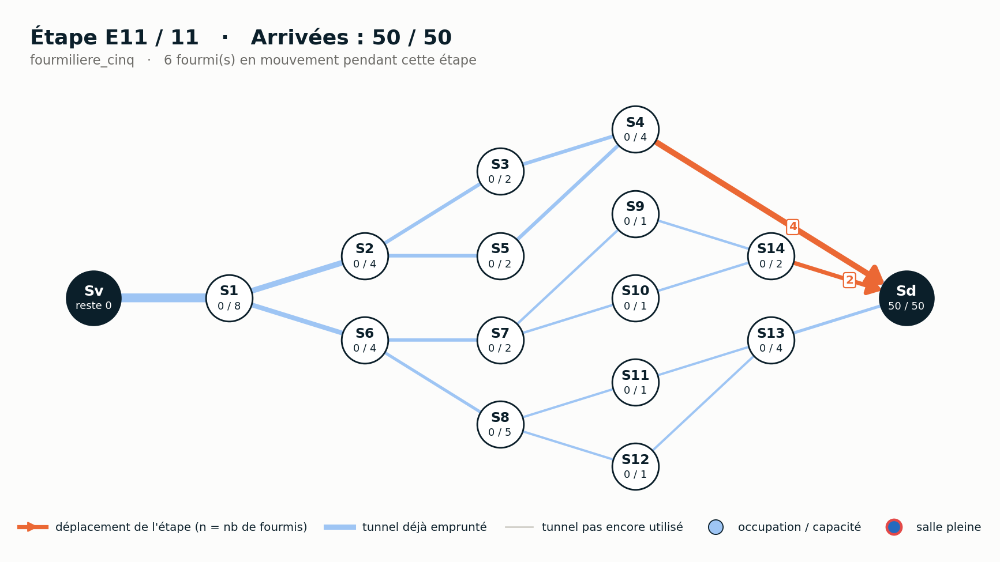 Étape E11 / 11   ·   Arrivées : 50 / 50
fourmiliere_cinq   ·   6 fourmi(s) en mouvement pendant cette étape
S4
0 / 4
S3
0 / 2
S9
0 / 1
4
S2
0 / 4
S5
0 / 2
S14
0 / 2
2
Sv
reste 0
S1
0 / 8
S10
0 / 1
Sd
50 / 50
S6
0 / 4
S7
0 / 2
S13
0 / 4
S11
0 / 1
S8
0 / 5
S12
0 / 1
déplacement de l'étape (n = nb de fourmis)
tunnel déjà emprunté
tunnel pas encore utilisé
occupation / capacité
salle pleine